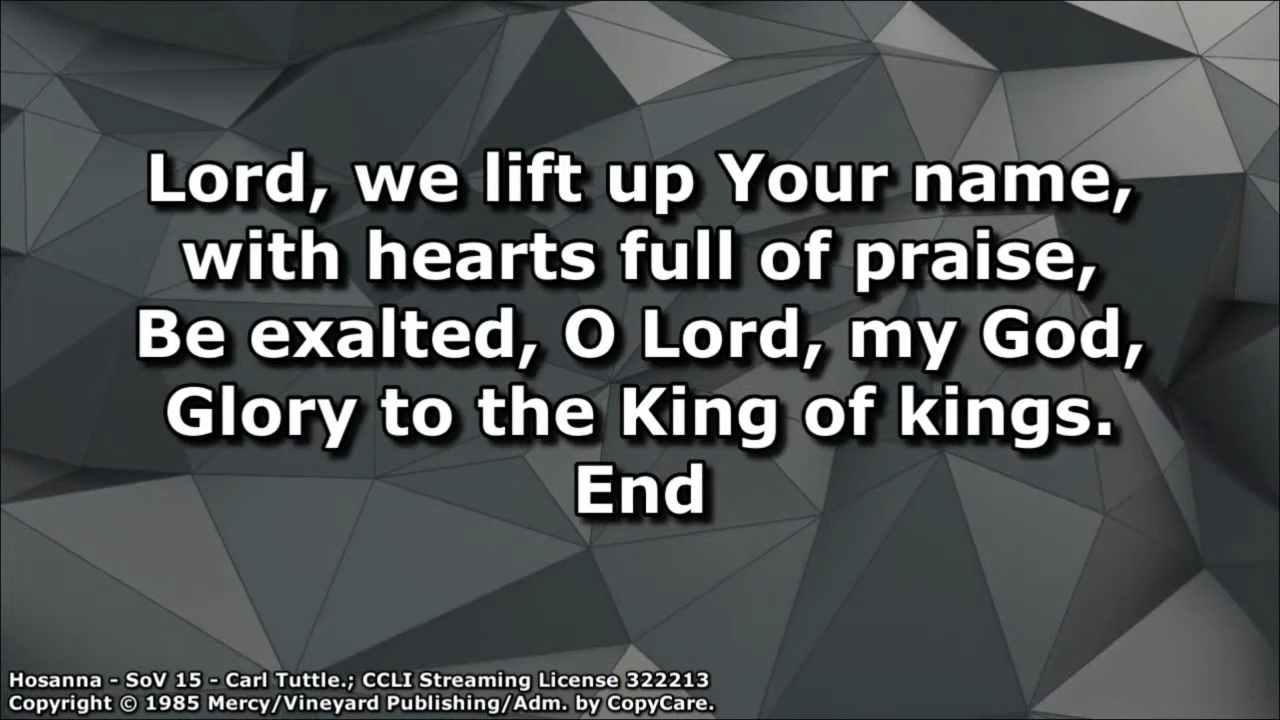 Lord, we lift up Your name,
with hearts full of praise,
Be exalted, O Lord, my God,
Glory to the King of kings.
End
Hosanna - SoV 15 - Carl Tuttle.; CCLI Streaming License 322213
Copyright © 1985 Mercy/Vineyard Publishing/Adm. by CopyCare.